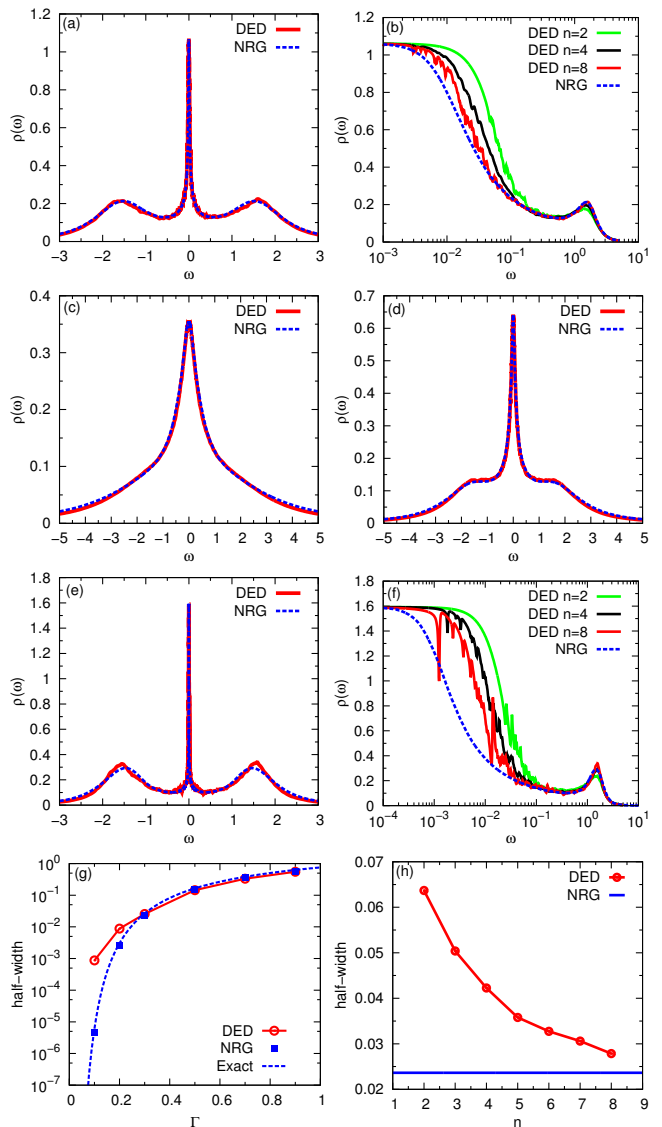 (a)
DED
NRG
1.2
1
0.8
0.6
0.4
0.2
0
ρ(ω)
−3 −2 −1 0 1 2 3
ω
(b)
DED n=2
DED n=4
DED n=8
NRG
1.2
1
0.8
0.6
0.4
0.2
0
ρ(ω)
10⁻³ 10⁻² 10⁻¹ 10⁰ 10¹
ω
(c)
DED
NRG
0.4
0.3
0.2
0.1
0
ρ(ω)
−5 −4 −3 −2 −1 0 1 2 3 4 5
ω
(d)
DED
NRG
0.7
0.6
0.5
0.4
0.3
0.2
0.1
0
ρ(ω)
−5 −4 −3 −2 −1 0 1 2 3 4 5
ω
(e)
DED
NRG
1.8
1.6
1.4
1.2
1
0.8
0.6
0.4
0.2
0
ρ(ω)
−3 −2 −1 0 1 2 3
ω
(f)
DED n=2
DED n=4
DED n=8
NRG
1.8
1.6
1.4
1.2
1
0.8
0.6
0.4
0.2
0
ρ(ω)
10⁻⁴ 10⁻³ 10⁻² 10⁻¹ 10⁰ 10¹
ω
(g)
10⁰
10⁻¹
10⁻²
10⁻³
10⁻⁴
10⁻⁵
10⁻⁶
10⁻⁷
half−width
DED
NRG
Exact
0 0.2 0.4 0.6 0.8 1
Γ
(h)
DED
NRG
0.07
0.06
0.05
0.04
0.03
0.02
half−width
1 2 3 4 5 6 7 8 9
n